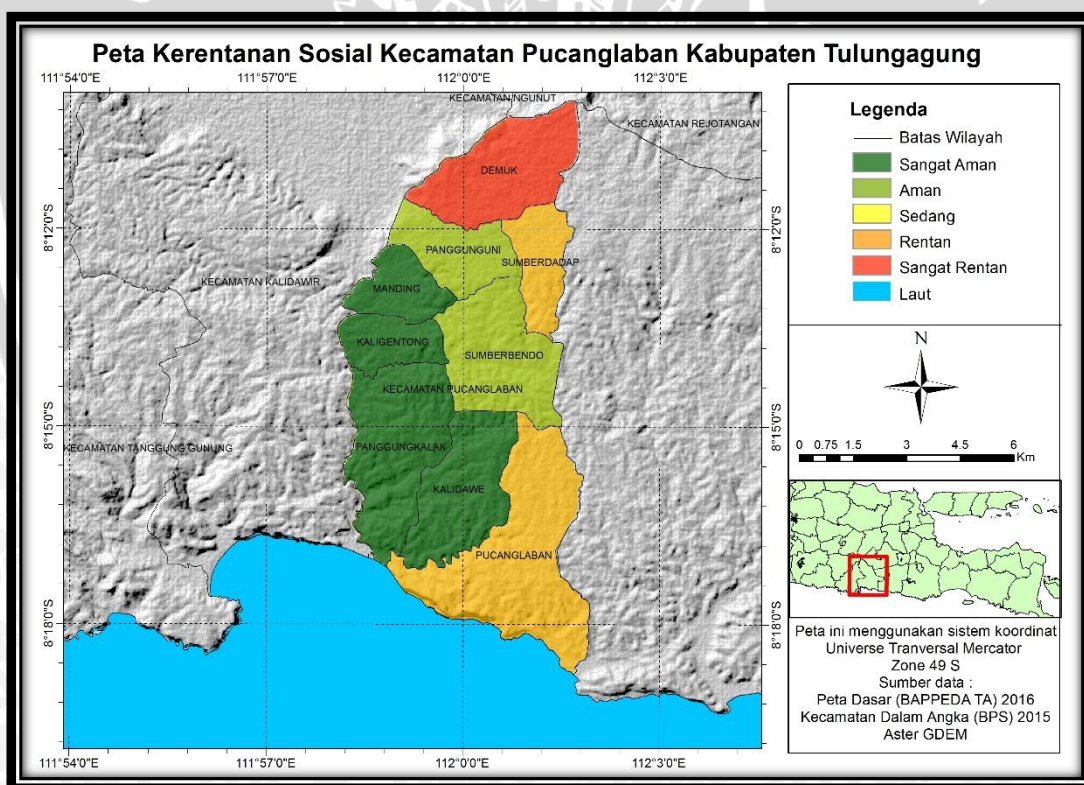 Peta Kerentanan Sosial Kecamatan Pucanglaban Kabupaten Tulungagung
111°54'0"E 111°57'0"E 112°0'0"E 112°3'0"E
KECAMATAN NGUNUT
KECAMATAN REJOTANGAN
DEMUK
8°12'0"S 8°12'0"S
PANGGUNGUNI
SUMBERDADAP
KECAMATAN KALIDAWIR
MANDING
KALIGENTONG
SUMBERBENDO
KECAMATAN PUCANGLABAN
8°15'0"S 8°15'0"S
KECAMATAN TANGGUNG GUNUNG
PANGGUNGKALAK
KALIDAWE
PUCANGLABAN
8°18'0"S 8°18'0"S
111°54'0"E 111°57'0"E 112°0'0"E 112°3'0"E
Legenda
Batas Wilayah
Sangat Aman
Aman
Sedang
Rentan
Sangat Rentan
Laut
N
0 0.75 1.5 3 4.5 6
Km
Peta ini menggunakan sistem koordinat
Universe Tranversal Mercator
Zone 49 S
Sumber data :
Peta Dasar (BAPPEDA TA) 2016
Kecamatan Dalam Angka (BPS) 2015
Aster GDEM